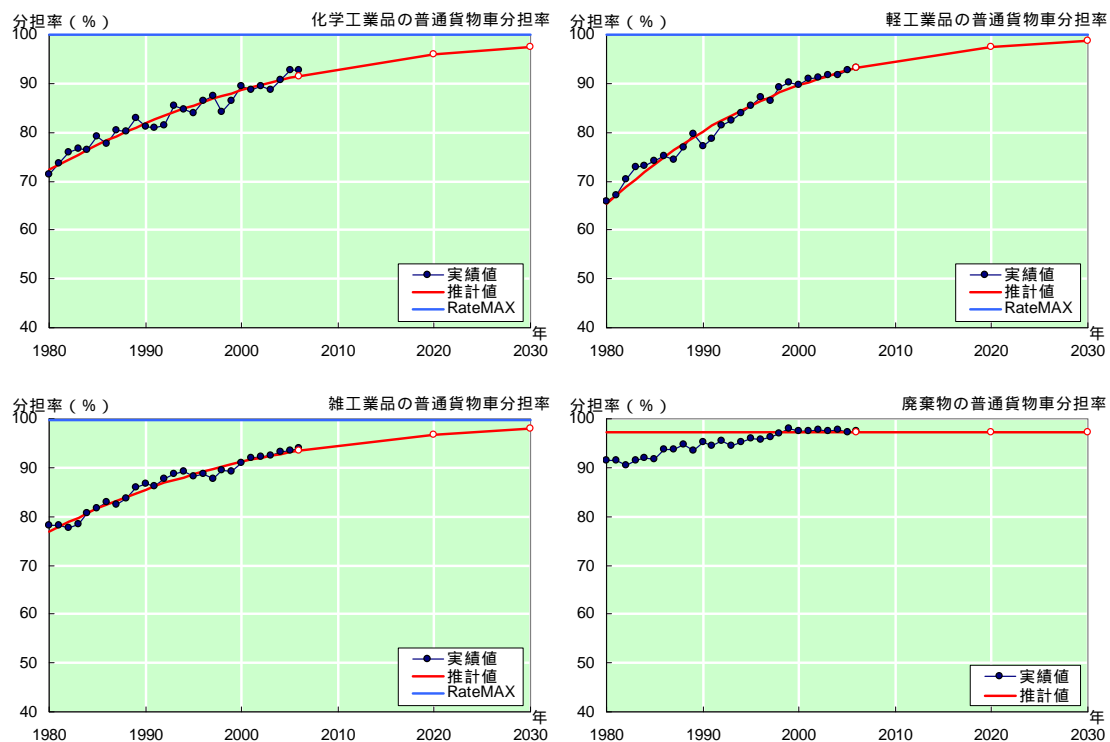 分担率(%)
化学工業品の普通貨物車分担率
100
90
80
70
60
50
40
実績値
推計値
RateMAX
年
1980 1990 2000 2010 2020 2030
分担率(%)
軽工業品の普通貨物車分担率
100
90
80
70
60
50
40
実績値
推計値
RateMAX
年
1980 1990 2000 2010 2020 2030
分担率(%)
雑工業品の普通貨物車分担率
100
90
80
70
60
50
40
実績値
推計値
RateMAX
年
1980 1990 2000 2010 2020 2030
分担率(%)
廃棄物の普通貨物車分担率
100
90
80
70
60
50
40
実績値
推計値
年
1980 1990 2000 2010 2020 2030